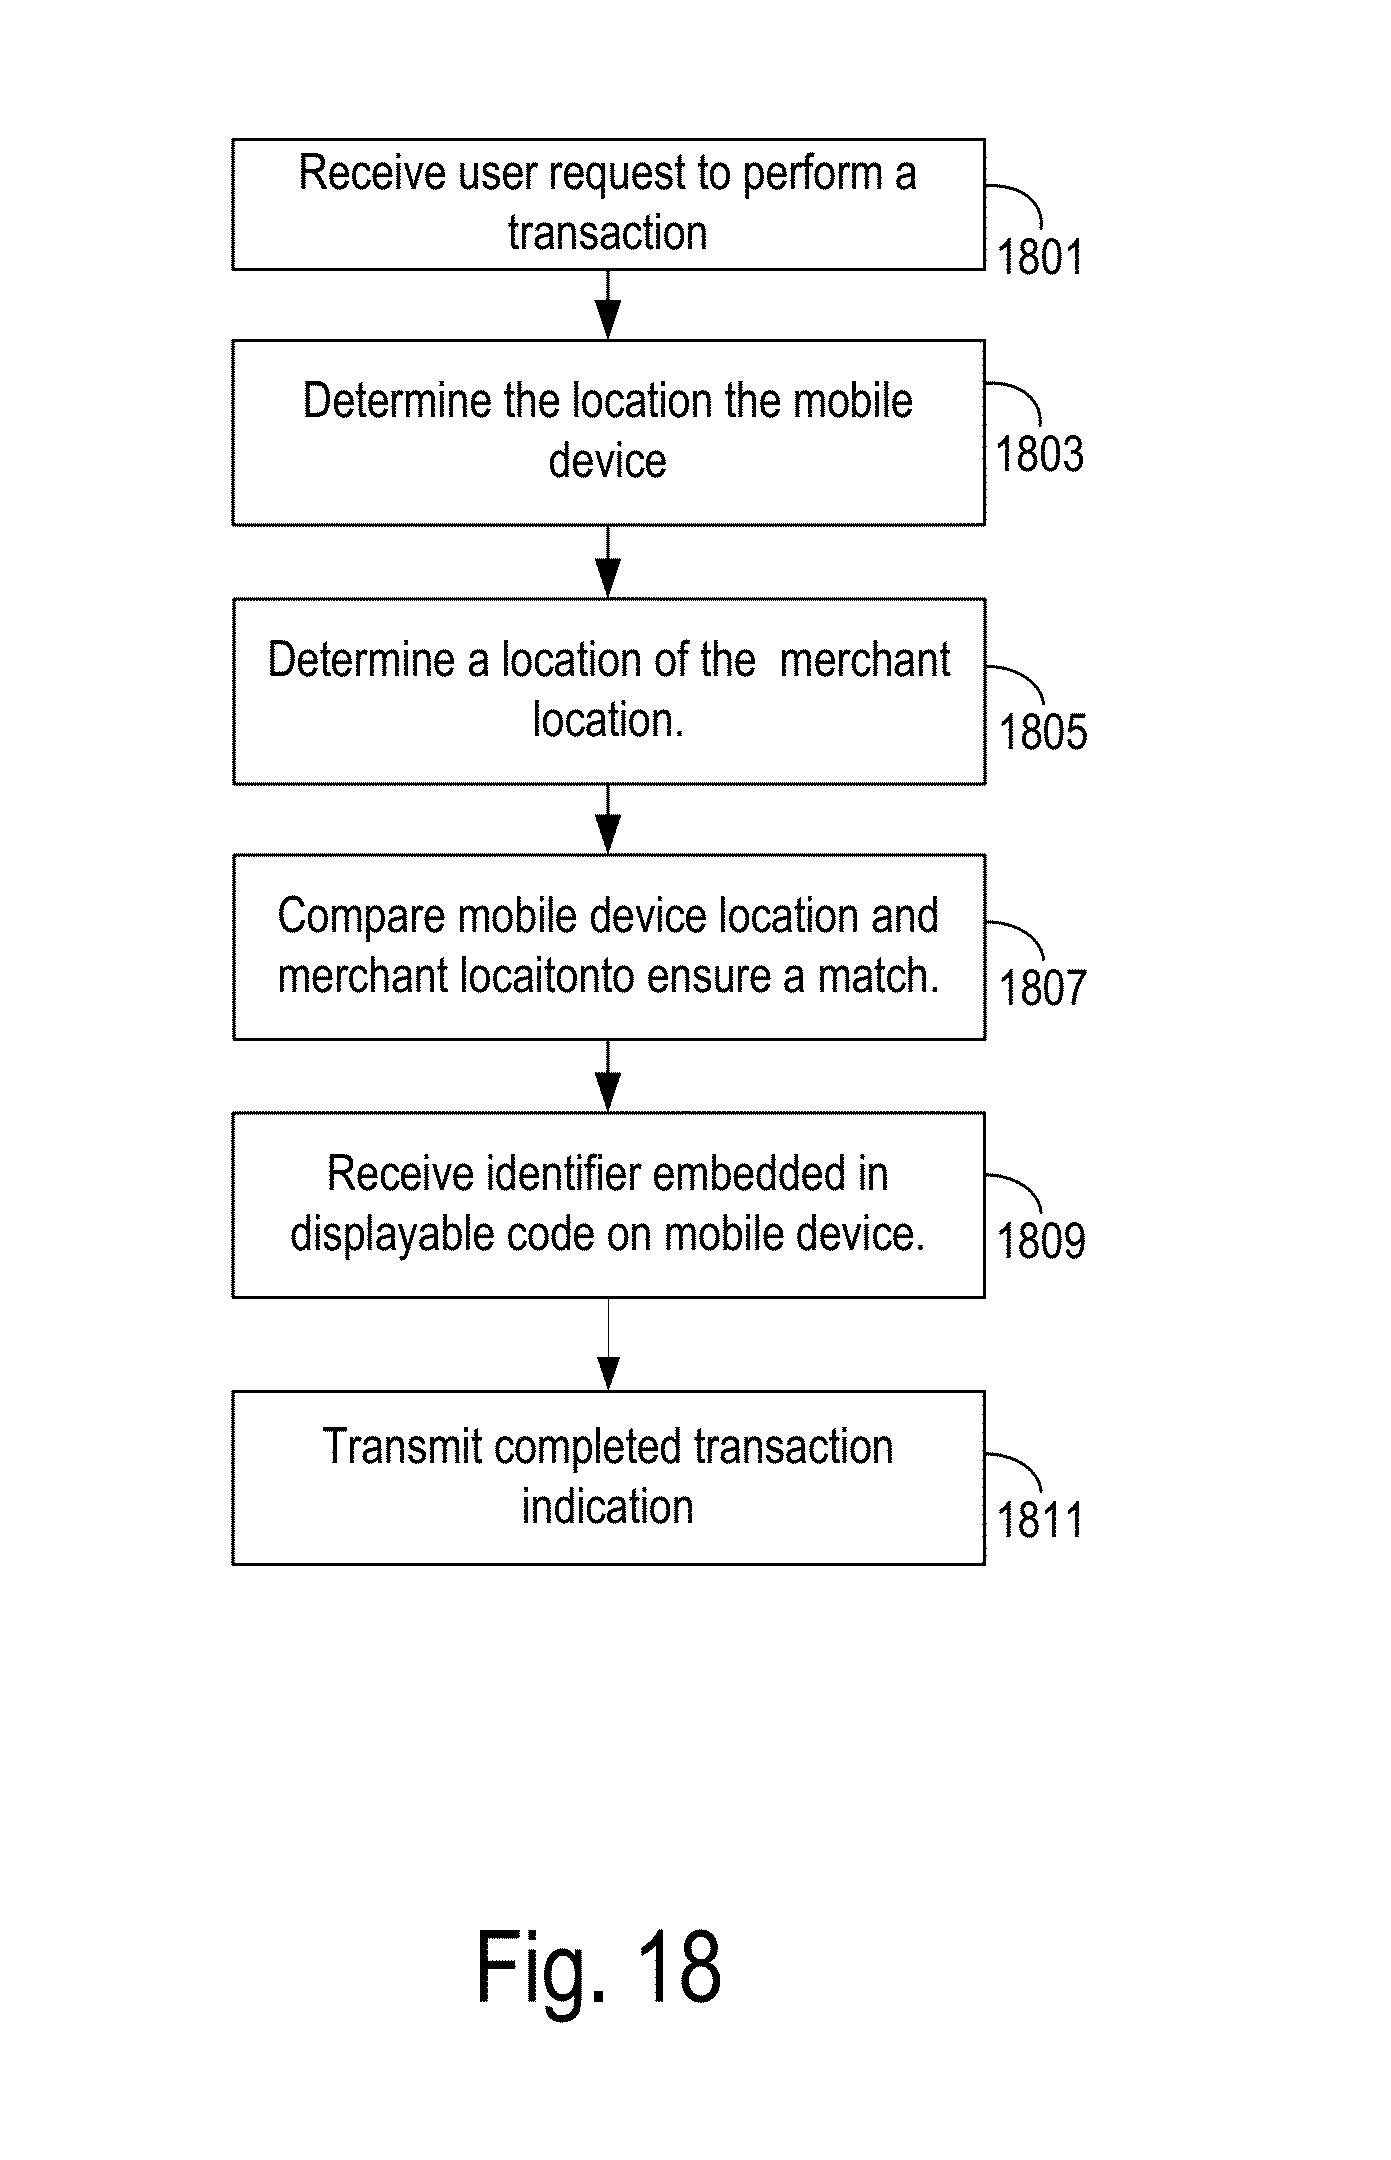 Receive user request to perform a
transaction
1801
Determine the location the mobile
device
1803
Determine a location of the  merchant
location.
1805
Compare mobile device location and
merchant locaitonto ensure a match.
1807
Receive identifier embedded in
displayable code on mobile device.
1809
Transmit completed transaction
indication
1811
Fig. 18